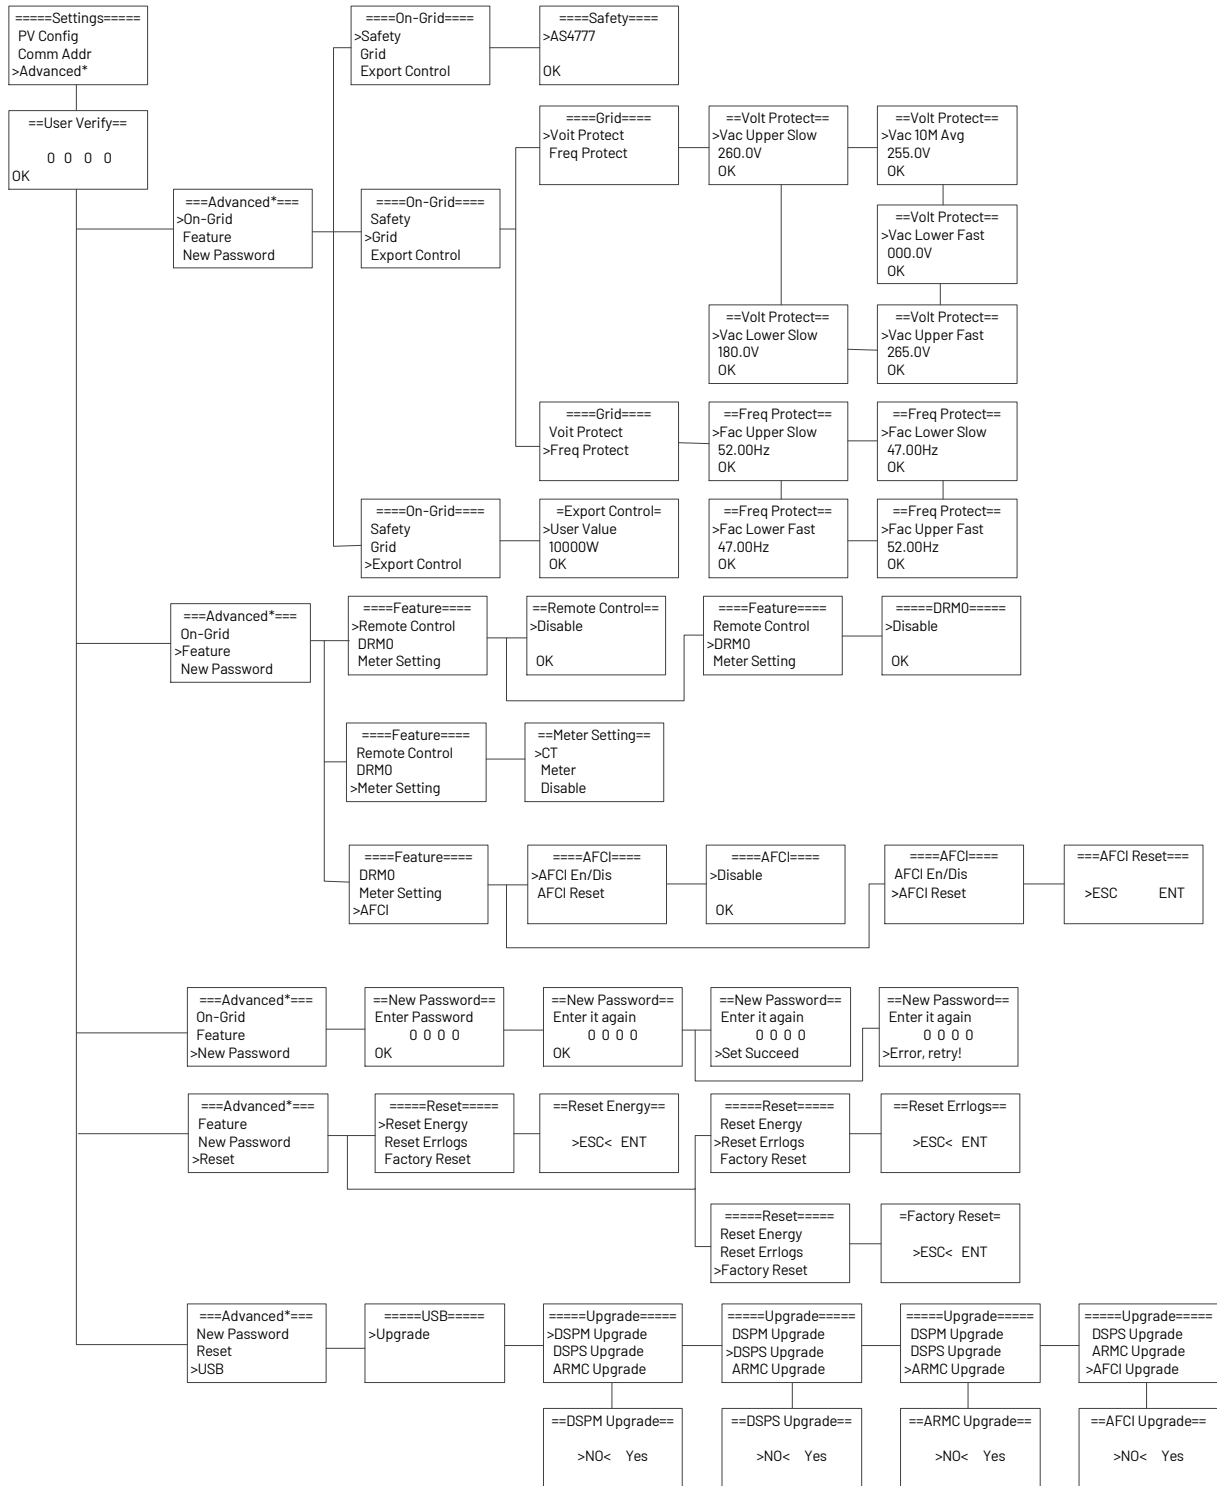 =====Settings=====
PV Config
Comm Addr
>Advanced*
==User Verify==
0 0 0 0
OK
===Advanced*===
>On-Grid
Feature
New Password
====On-Grid====
>Safety
Grid
Export Control
====Safety====
>AS4777
OK
====On-Grid====
Safety
>Grid
Export Control
====Grid====
>Voit Protect
Freq Protect
==Volt Protect==
>Vac Upper Slow
260.0V
OK
==Volt Protect==
>Vac 10M Avg
255.0V
OK
==Volt Protect==
>Vac Lower Fast
000.0V
OK
==Volt Protect==
>Vac Lower Slow
180.0V
OK
==Volt Protect==
>Vac Upper Fast
265.0V
OK
====Grid====
Voit Protect
>Freq Protect
==Freq Protect==
>Fac Upper Slow
52.00Hz
OK
==Freq Protect==
>Fac Lower Slow
47.00Hz
OK
====On-Grid====
Safety
Grid
>Export Control
=Export Control=
>User Value
10000W
OK
==Freq Protect==
>Fac Lower Fast
47.00Hz
OK
==Freq Protect==
>Fac Upper Fast
52.00Hz
OK
===Advanced*===
On-Grid
>Feature
New Password
====Feature====
>Remote Control
DRM0
Meter Setting
==Remote Control==
>Disable
OK
====Feature====
Remote Control
>DRM0
Meter Setting
=====DRM0=====
>Disable
OK
====Feature====
Remote Control
DRM0
>Meter Setting
==Meter Setting==
>CT
Meter
Disable
====Feature====
DRM0
Meter Setting
>AFCI
====AFCI====
>AFCI En/Dis
AFCI Reset
====AFCI====
>Disable
OK
====AFCI====
AFCI En/Dis
>AFCI Reset
===AFCI Reset===
>ESC ENT
===Advanced*===
On-Grid
Feature
>New Password
==New Password==
Enter Password
0 0 0 0
OK
==New Password==
Enter it again
0 0 0 0
OK
==New Password==
Enter it again
0 0 0 0
>Set Succeed
==New Password==
Enter it again
0 0 0 0
>Error, retry!
===Advanced*===
Feature
New Password
>Reset
=====Reset=====
>Reset Energy
Reset Errlogs
Factory Reset
==Reset Energy==
>ESC< ENT
=====Reset=====
Reset Energy
>Reset Errlogs
Factory Reset
==Reset Errlogs=
>ESC< ENT
=====Reset=====
Reset Energy
Reset Errlogs
>Factory Reset
=Factory Reset=
>ESC< ENT
===Advanced*===
New Password
Reset
>USB
=====USB=====
>Upgrade
=====Upgrade=====
>DSPM Upgrade
DSPS Upgrade
ARMC Upgrade
=====Upgrade=====
DSPM Upgrade
>DSPS Upgrade
ARMC Upgrade
=====Upgrade=====
DSPM Upgrade
DSPS Upgrade
>ARMC Upgrade
=====Upgrade=====
DSPS Upgrade
ARMC Upgrade
>AFCI Upgrade
==DSPM Upgrade==
>NO< Yes
==DSPS Upgrade==
>NO< Yes
==ARMC Upgrade==
>NO< Yes
==AFCI Upgrade==
>NO< Yes